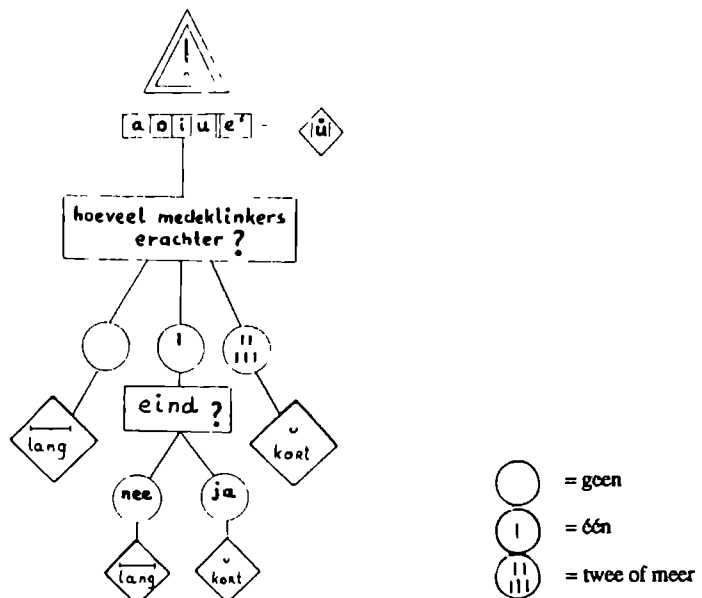 !
a o i u e' - ů
hoeveel medeklinkers
erachter ?
I II
III
eind ?
lang
kort
nee ja
lang kort
= geen
I = één
II
III = twee of meer